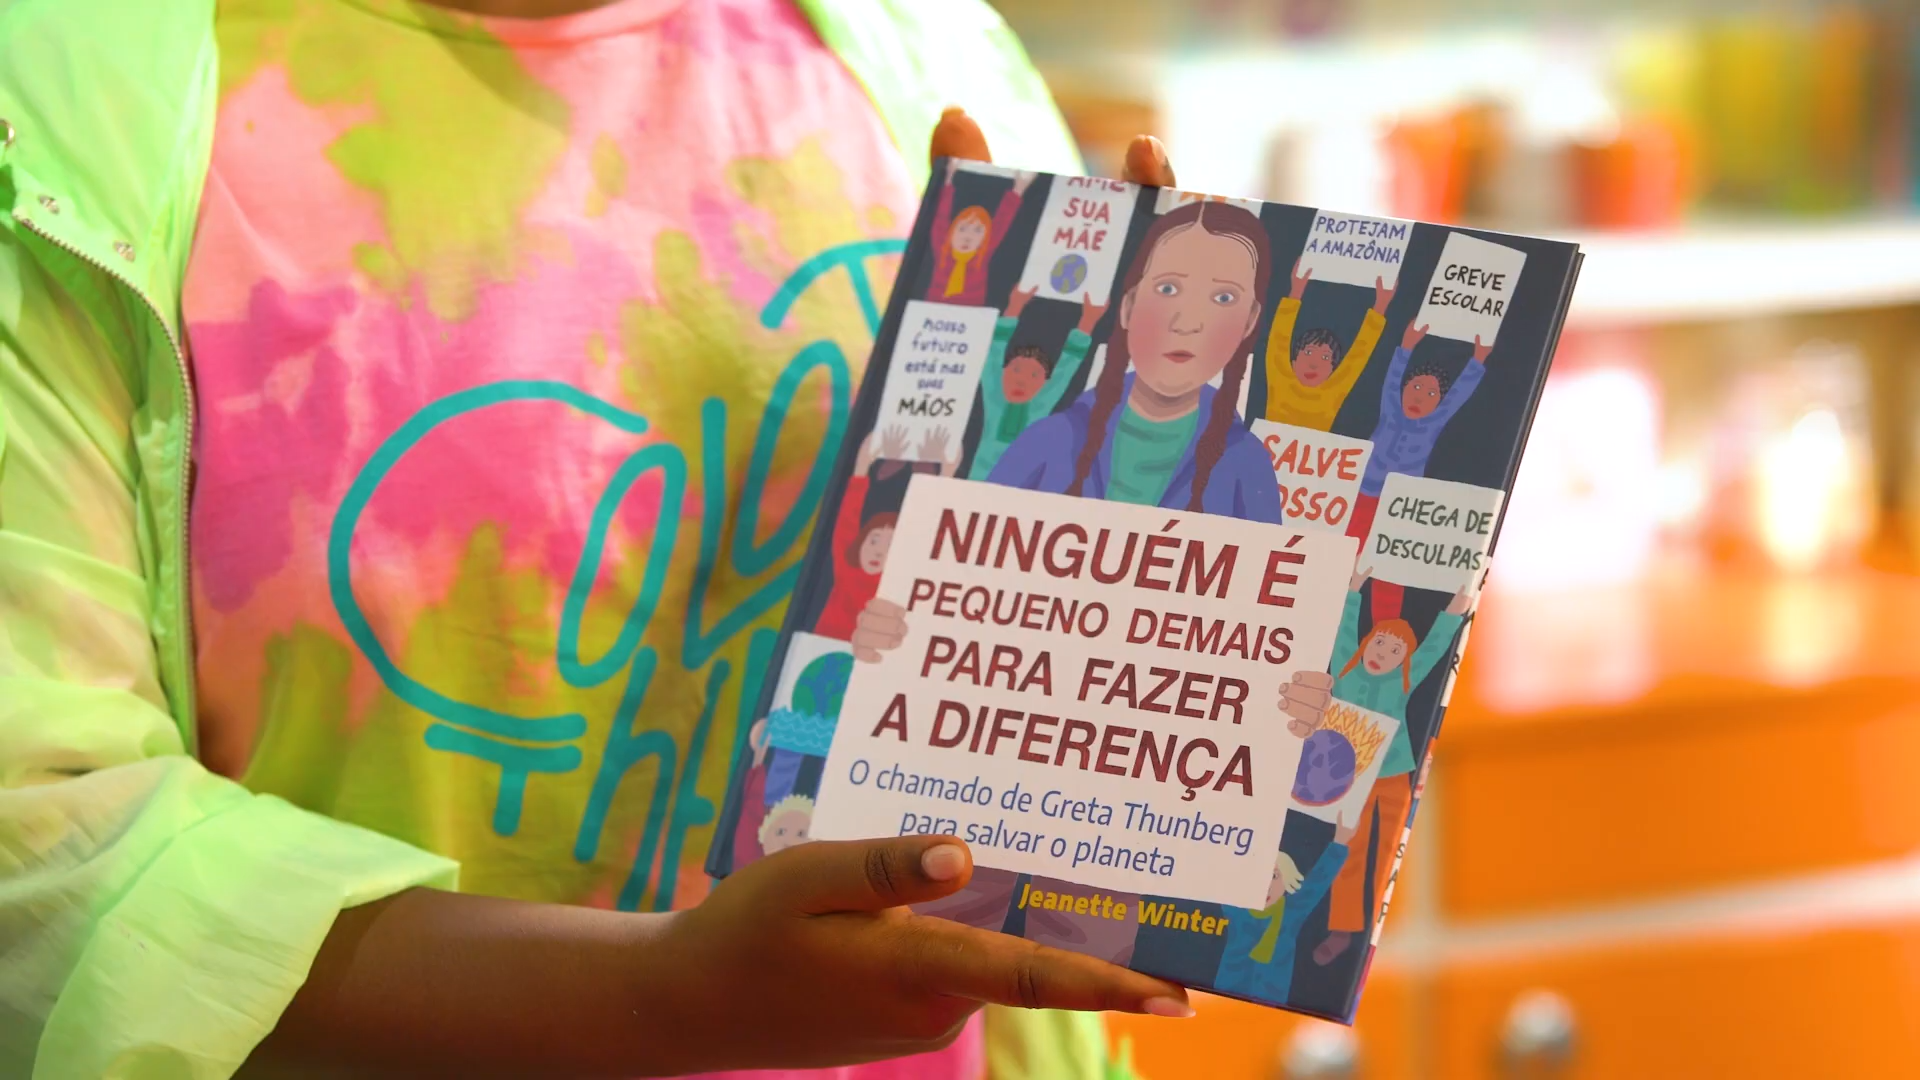 AME
SUA
MÃE
PROTEJAM
A AMAZÔNIA
GREVE
ESCOLAR
nosso
futuro
está nas
suas
MÃOS
SALVE
CHEGA DE
DESCULPAS
NINGUÉM É
PEQUENO DEMAIS
PARA FAZER
A DIFERENÇA
O chamado de Greta Thunberg
para salvar o planeta
Jeanette Winter